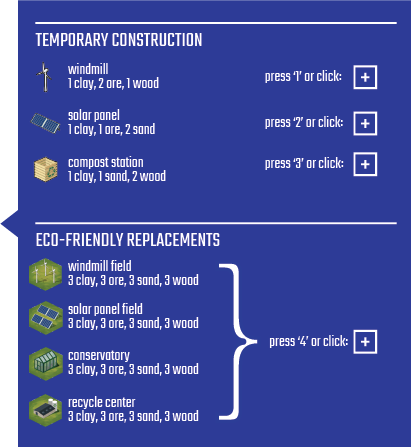 TEMPORARY CONSTRUCTION
windmill
1 clay, 2 ore, 1 wood
press ‘1’ or click:
solar panel
1 clay, 1 ore, 2 sand
press ‘2’ or click:
compost station
1 clay, 1 sand, 2 wood
press ‘3’ or click:
ECO-FRIENDLY REPLACEMENTS
windmill field
3 clay, 3 ore, 3 sand, 3 wood
solar panel field
3 clay, 3 ore, 3 sand, 3 wood
conservatory
3 clay, 3 ore, 3 sand, 3 wood
recycle center
3 clay, 3 ore, 3 sand, 3 wood
press ‘4’ or click: